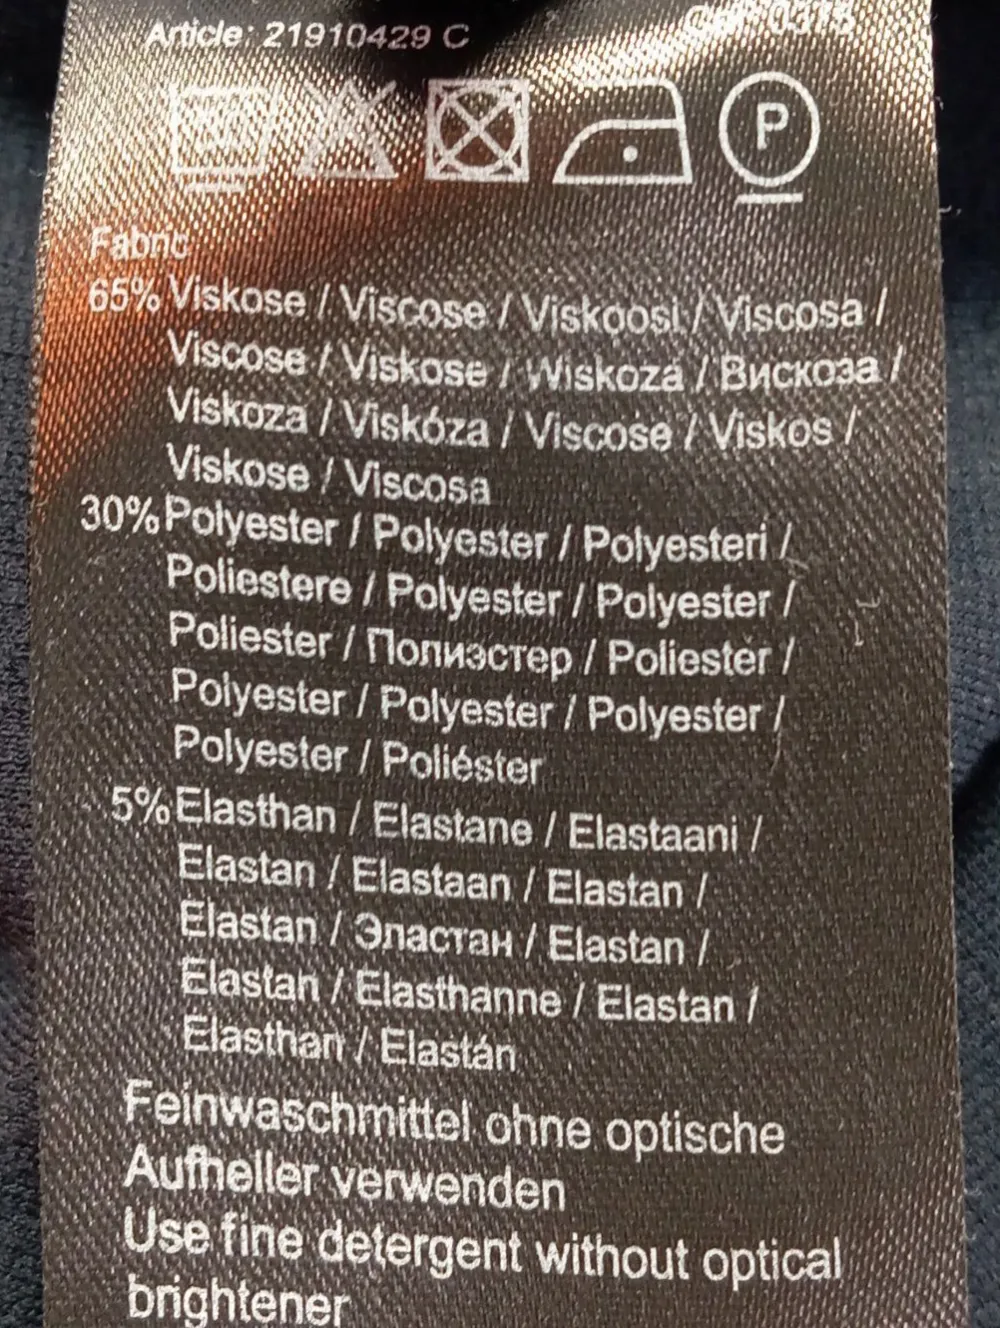 Article: 21910429 C
P
Fabric
65% Viskose / Viscose / Viskoosi / Viscosa /
Viscose / Viskose / Wiskoza / Вискоза /
Viskoza / Viskóza / Viscose / Viskos /
Viskose / Viscosa
30% Polyester / Polyester / Polyesteri /
Poliestere / Polyester / Polyester /
Poliester / Полиэстер / Poliester /
Polyester / Polyester / Polyester /
Polyester / Poliéster
5% Elasthan / Elastane / Elastaani /
Elastan / Elastaan / Elastan /
Elastan / Эластан / Elastan /
Elastan / Elasthanne / Elastan /
Elasthan / Elastán
Feinwaschmittel ohne optische
Aufheller verwenden
Use fine detergent without optical
brightener